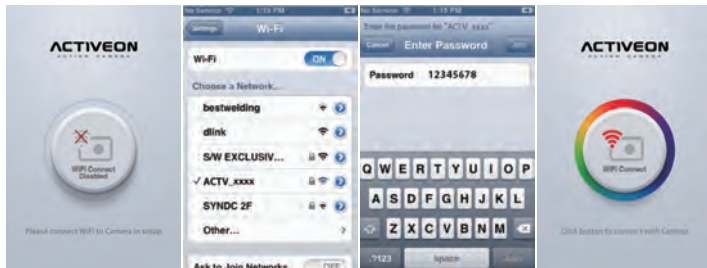 ACTIVEON
ACTION CAMERA
WiFi Connect
Disabled
Please connect WiFi to Camera in setup
No Service 1:15 PM
Settings
Wi-Fi
Wi-Fi ON
Choose a Network...
bestwelding
dlink
S/W EXCLUSIV...
ACTV_xxxx
SYNDC 2F
Other...
Ask to Join Networks OFF
No Service 1:15 PM
Enter the password for "ACTV_xxxx"
Cancel
Enter Password
Join
Password 12345678
Q W E R T Y U I O P
A S D F G H J K L
Z X C V B N M
.?123 space Join
ACTIVEON
ACTION CAMERA
WiFi Connect
Click button to connect with Camera